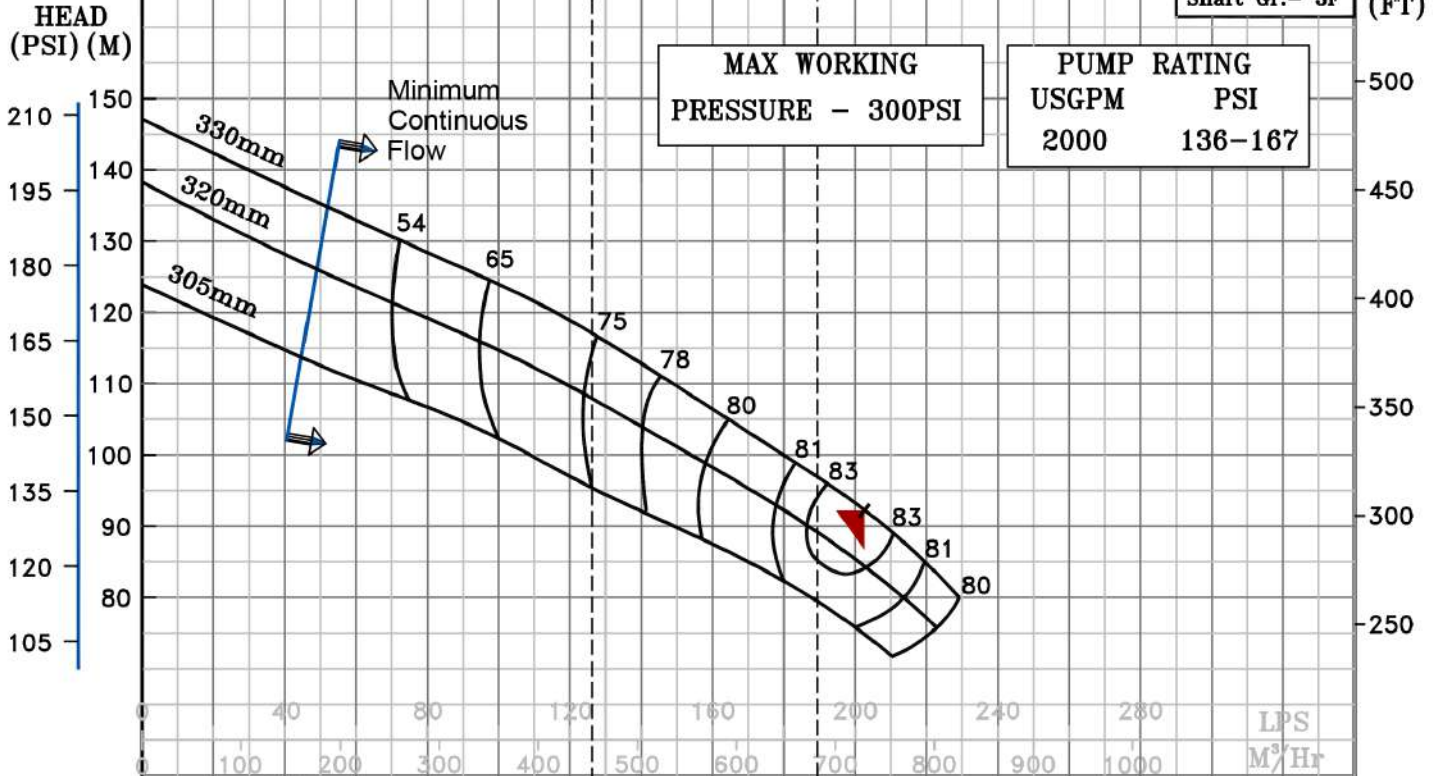 HEAD
(PSI) (M)
(FT)
MAX WORKING
PRESSURE - 300PSI
PUMP RATING
USGPM PSI
2000 136-167
Minimum
Continuous
Flow
210
195
180
165
150
135
120
105
150
140
130
120
110
100
90
80
500
450
400
350
300
250
330mm
320mm
305mm
54
65
75
78
80
81
83
83
81
80
0 40 80 120 160 200 240 280 LPS
0 100 200 300 400 500 600 700 800 900 1000 M³/Hr